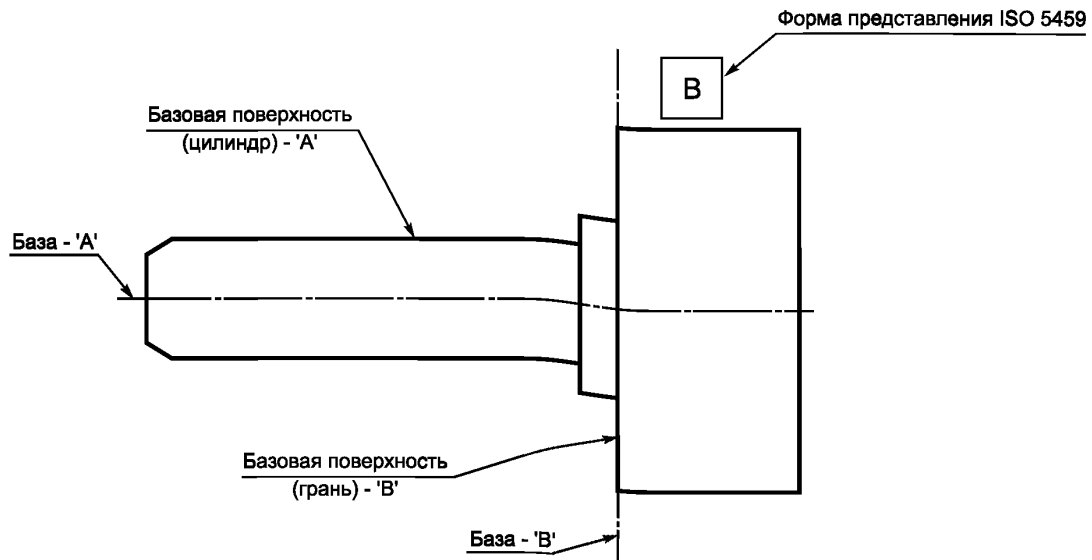 Форма представления ISO 5459
B
Базовая поверхность
(цилиндр) - 'А'
База - 'А'
Базовая поверхность
(грань) - 'В'
База - 'В'